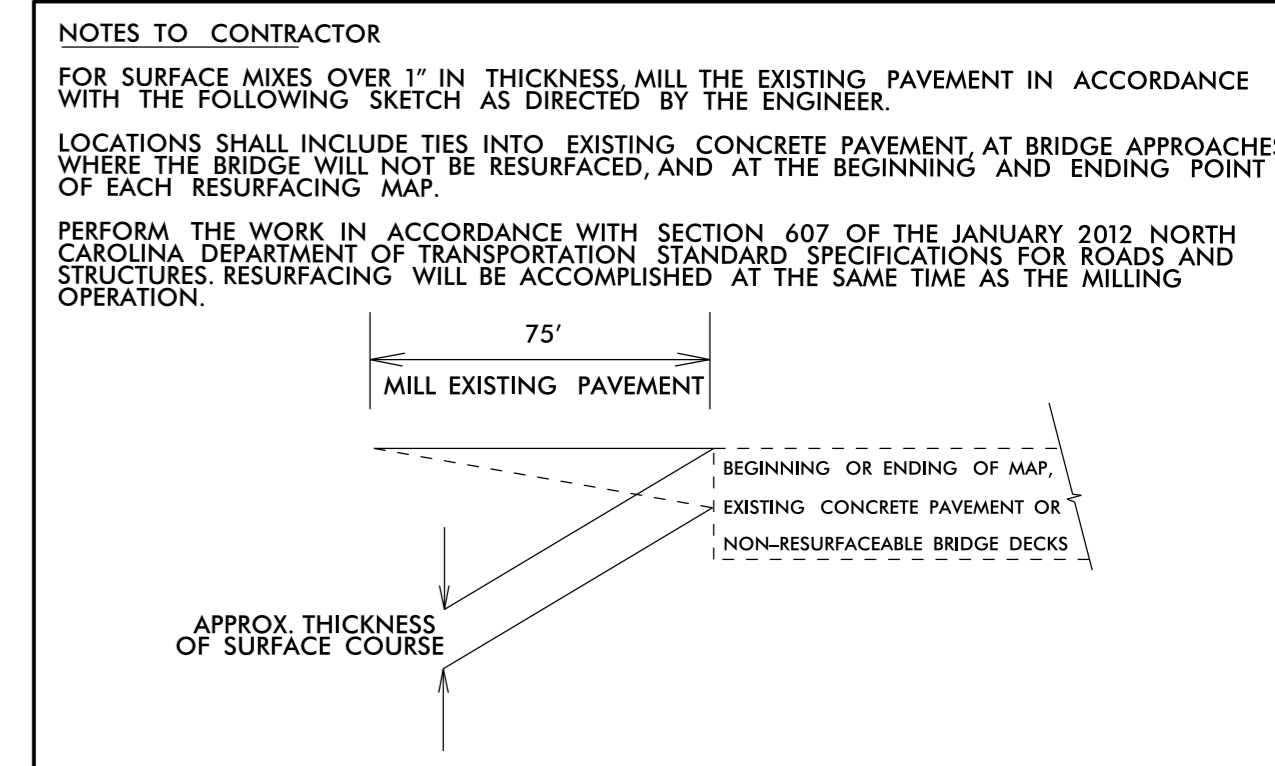 NOTES TO CONTRACTOR
FOR SURFACE MIXES OVER 1" IN THICKNESS, MILL THE EXISTING PAVEMENT IN ACCORDANCE
WITH THE FOLLOWING SKETCH AS DIRECTED BY THE ENGINEER.
LOCATIONS SHALL INCLUDE TIES INTO EXISTING CONCRETE PAVEMENT, AT BRIDGE APPROACHES
WHERE THE BRIDGE WILL NOT BE RESURFACED, AND AT THE BEGINNING AND ENDING POINT
OF EACH RESURFACING MAP.
PERFORM THE WORK IN ACCORDANCE WITH SECTION 607 OF THE JANUARY 2012 NORTH
CAROLINA DEPARTMENT OF TRANSPORTATION STANDARD SPECIFICATIONS FOR ROADS AND
STRUCTURES. RESURFACING WILL BE ACCOMPLISHED AT THE SAME TIME AS THE MILLING
OPERATION.
75'
MILL EXISTING PAVEMENT
BEGINNING OR ENDING OF MAP,
EXISTING CONCRETE PAVEMENT OR
NON-RESURFACEABLE BRIDGE DECKS
APPROX. THICKNESS
OF SURFACE COURSE